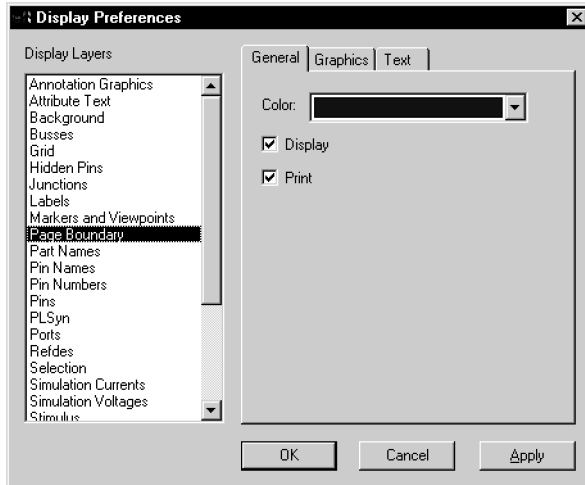 Display Preferences
Display Layers
Annotation Graphics
Attribute Text
Background
Busses
Grid
Hidden Pins
Junctions
Labels
Markers and Viewpoints
Page Boundary
Part Names
Pin Names
Pin Numbers
Pins
PLSyn
Ports
Refdes
Selection
Simulation Currents
Simulation Voltages
Stimulus
General Graphics Text
Color:
Display
Print
OK Cancel Apply